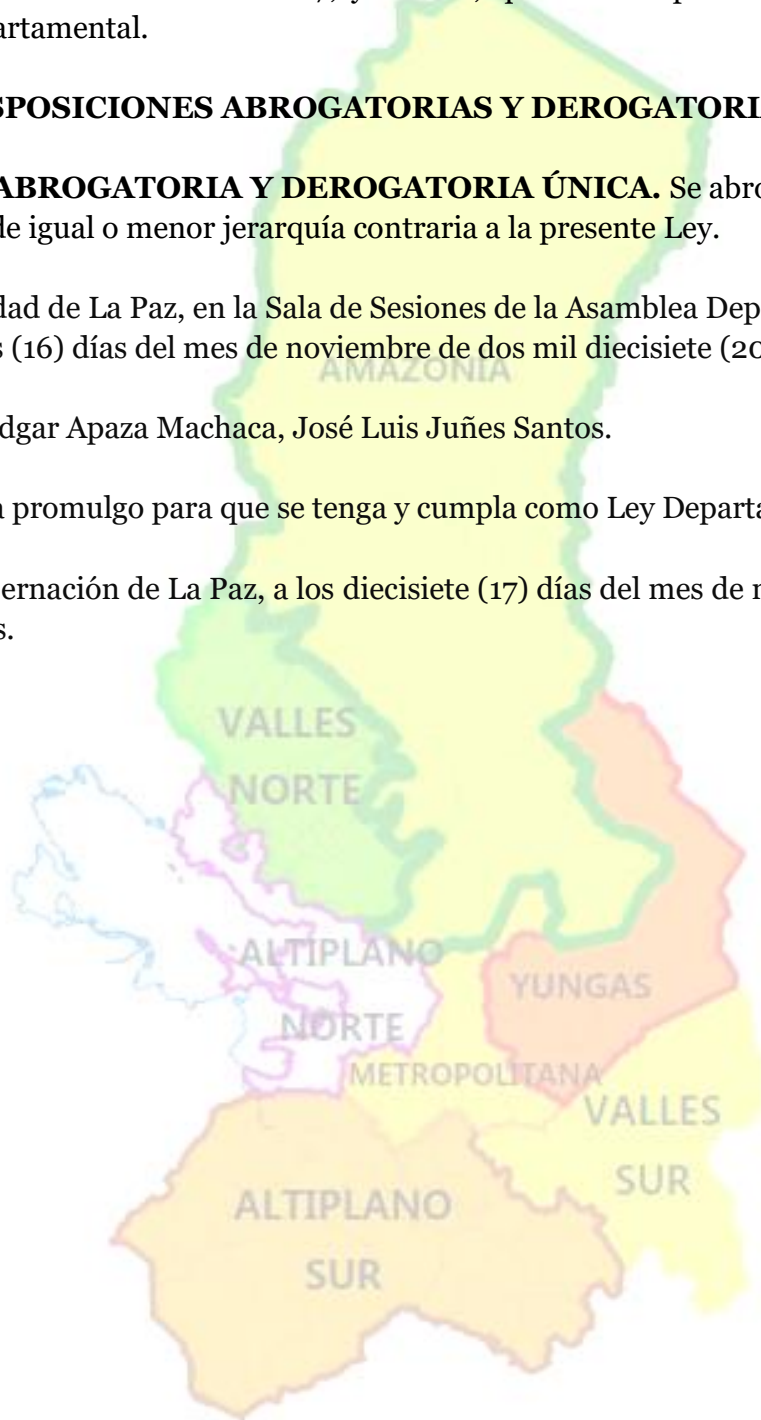 artamental.
SPOSICIONES ABROGATORIAS Y DEROGATORI
ABROGATORIA Y DEROGATORIA ÚNICA. Se abro
de igual o menor jerarquía contraria a la presente Ley.
dad de La Paz, en la Sala de Sesiones de la Asamblea Dep
s (16) días del mes de noviembre de dos mil diecisiete (20
AMAZONIA
dgar Apaza Machaca, José Luis Juñes Santos.
a promulgo para que se tenga y cumpla como Ley Departa
ernación de La Paz, a los diecisiete (17) días del mes de n
s.
VALLES
NORTE
ALTIPLANO
NORTE
YUNGAS
METROPOLITANA
VALLES
SUR
ALTIPLANO
SUR